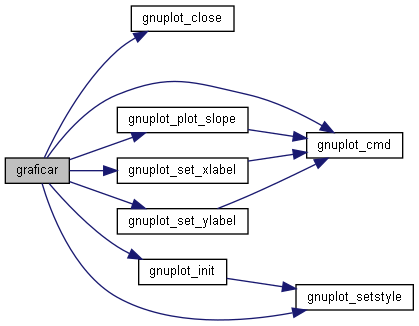 gnuplot_close
gnuplot_plot_slope
gnuplot_cmd
graficar
gnuplot_set_xlabel
gnuplot_set_ylabel
gnuplot_init
gnuplot_setstyle